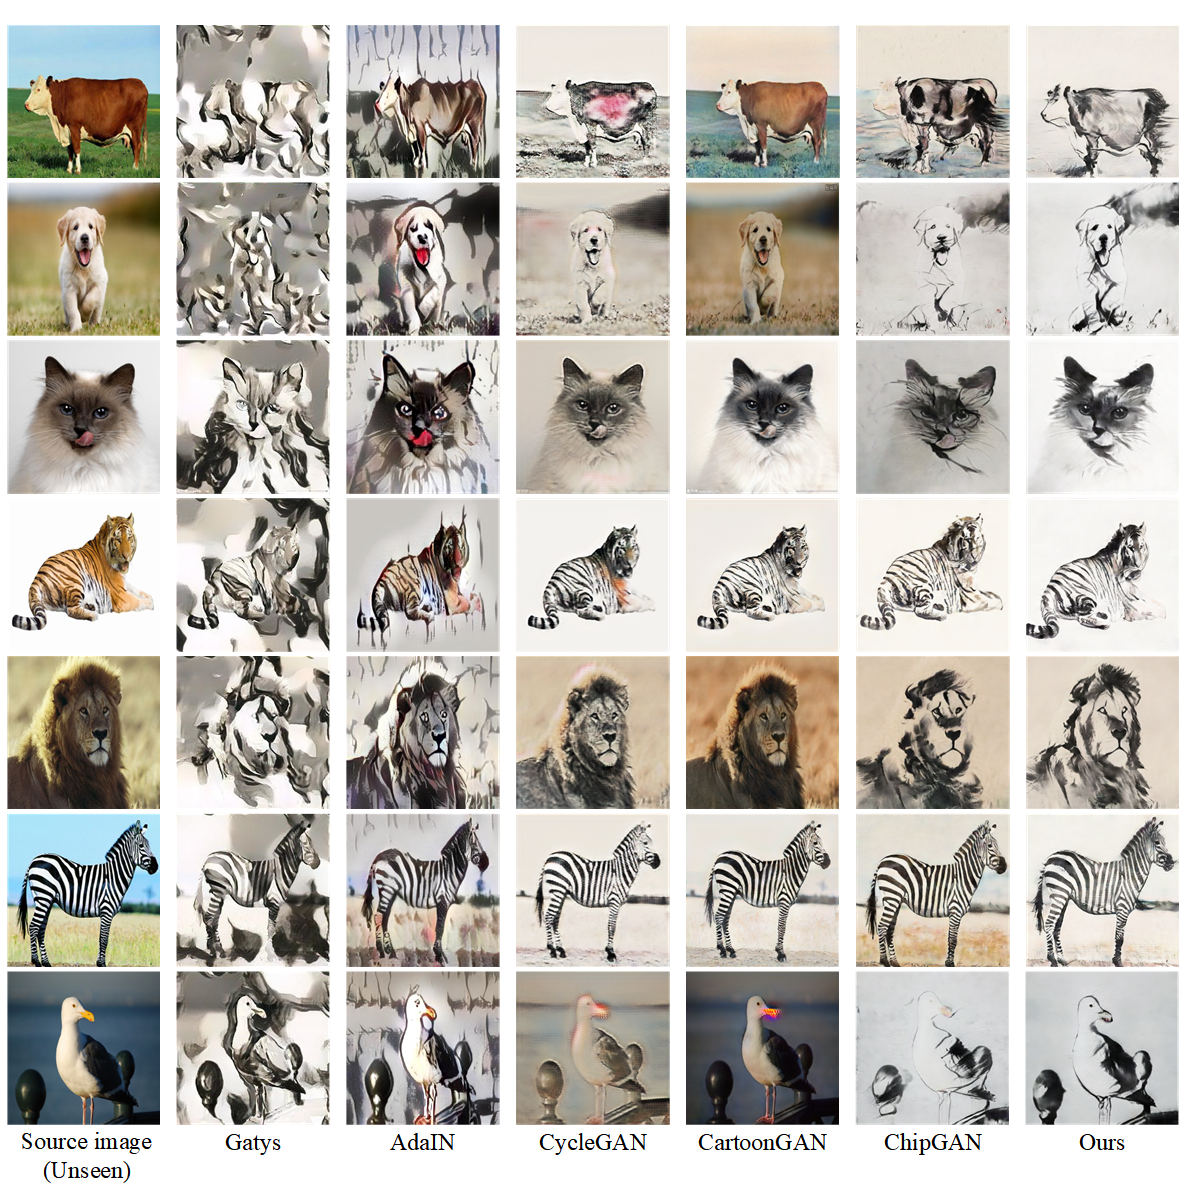 Source image
(Unseen)
Gatys
AdaIN
CycleGAN
CartoonGAN
ChipGAN
Ours